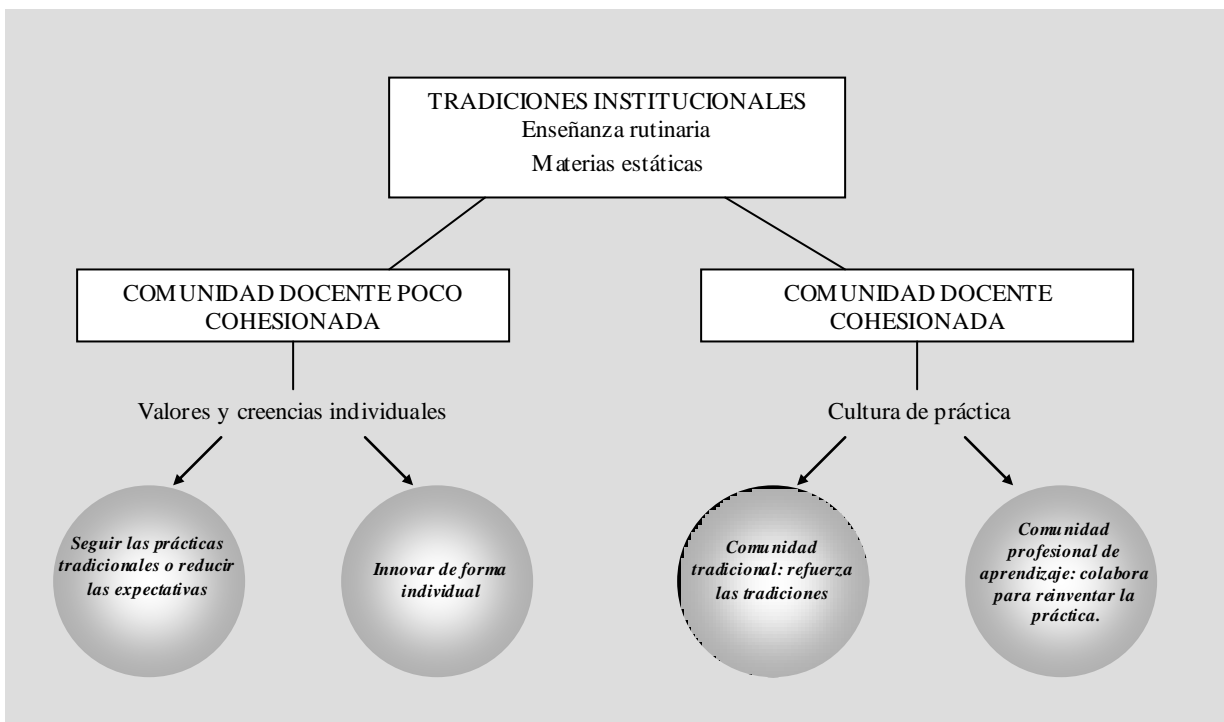 TRADICIONES INSTITUCIONALES
Enseñanza rutinaria
Materias estáticas
COMUNIDAD DOCENTE POCO
COHESIONADA
COMUNIDAD DOCENTE
COHESIONADA
Valores y creencias individuales
Cultura de práctica
Seguir las prácticas
tradicionales o reducir
las expectativas
Innovar de forma
individual
Comunidad
tradicional: refuerza
las tradiciones
Comunidad
profesional de
aprendizaje: colabora
para reinventar la
práctica.